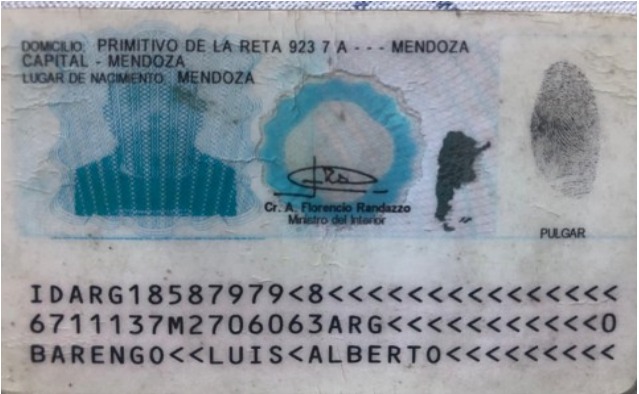 DOMICILIO: PRIMITIVO DE LA RETA 923 7 A - - - MENDOZA
CAPITAL - MENDOZA
LUGAR DE NACIMIENTO: MENDOZA
Cr. A. Florencio Randazzo
Ministro del Interior
PULGAR
IDARG18587979<8<<<<<<<<<<<<<<<
6711137M2706063ARG<<<<<<<<<<<0
BARENGO<<LUIS<ALBERTO<<<<<<<<<